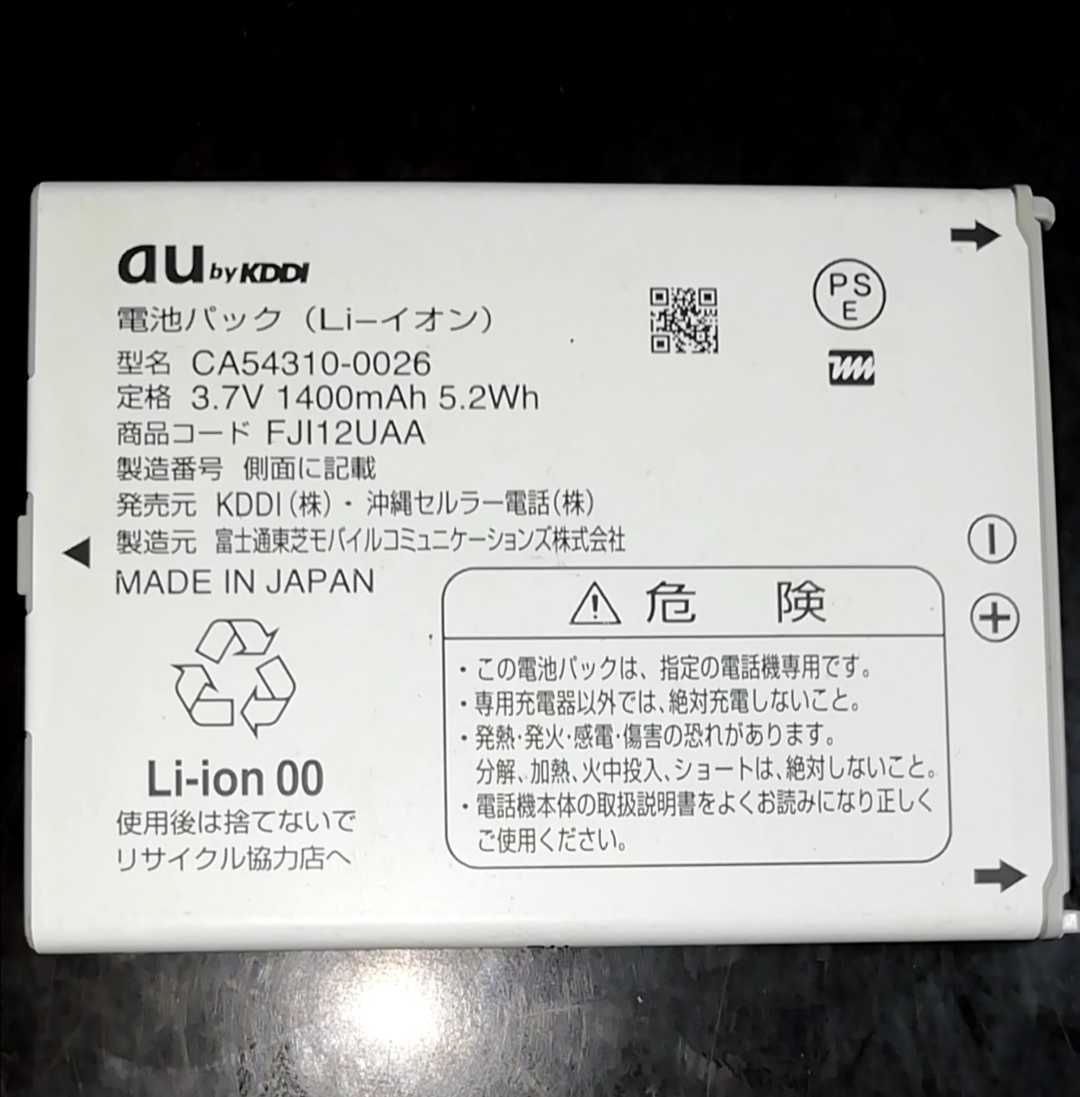 au by KDDI
電池パック（Li-イオン）
型名 CA54310-0026
定格 3.7V 1400mAh 5.2Wh
商品コード FJI12UAA
製造番号 側面に記載
発売元 KDDI（株）・沖縄セルラー電話（株）
製造元 富士通東芝モバイルコミュニケーションズ株式会社
MADE IN JAPAN
PS
E
Li-ion 00
使用後は捨てないで
リサイクル協力店へ
危 険
・この電池パックは、指定の電話機専用です。
・専用充電器以外では、絶対充電しないこと。
・発熱・発火・感電・傷害の恐れがあります。
分解、加熱、火中投入、ショートは、絶対しないこと。
・電話機本体の取扱説明書をよくお読みになり正しく
ご使用ください。